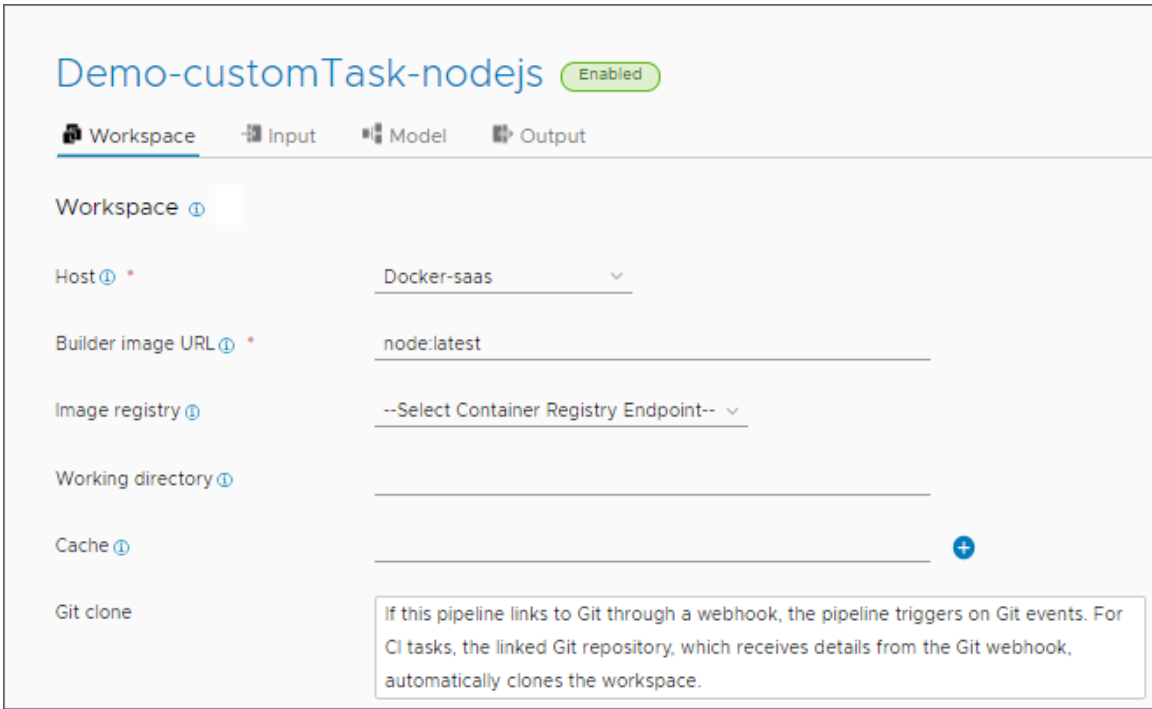 Demo-customTask-nodejs Enabled
Workspace Input Model Output
Workspace
Host * Docker-saas
Builder image URL * node:latest
Image registry --Select Container Registry Endpoint--
Working directory
Cache
Git clone If this pipeline links to Git through a webhook, the pipeline triggers on Git events. For
CI tasks, the linked Git repository, which receives details from the Git webhook,
automatically clones the workspace.